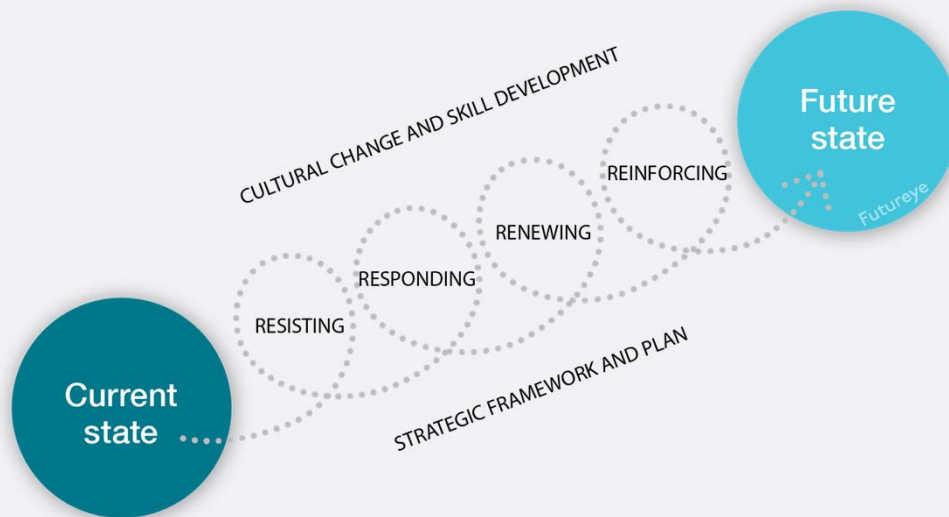 CULTURAL CHANGE AND SKILL DEVELOPMENT
Future
state
Futureye
REINFORCING
RENEWING
RESPONDING
RESISTING
Current
state
STRATEGIC FRAMEWORK AND PLAN